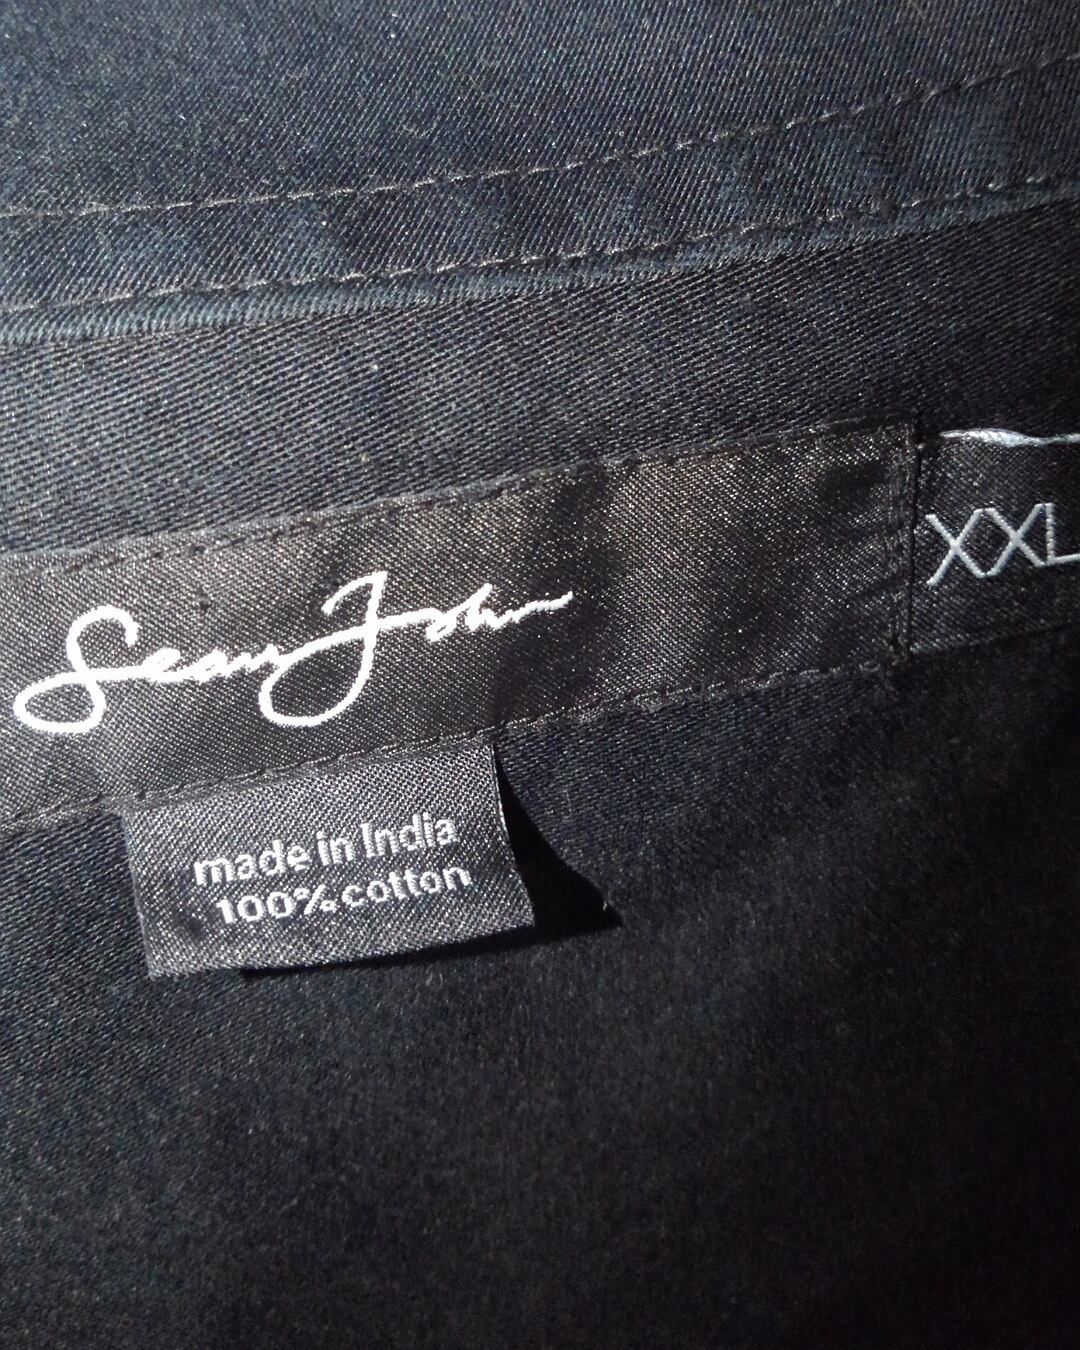 Sean John
XXL
made in India
100% cotton